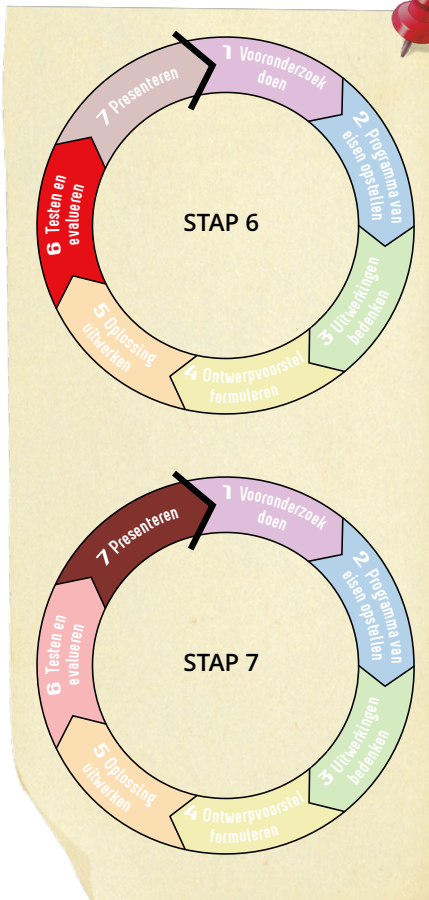 1 Vooronderzoek
doen
2 Programma van
eisen opstellen
3 Uitwerkingen
bedenken
4 Ontwerpvoorstel
formuleren
5 Oplossing
uitwerken
6 Testen en
evalueren
7 Presenteren
STAP 6
1 Vooronderzoek
doen
2 Programma van
eisen opstellen
3 Uitwerkingen
bedenken
4 Ontwerpvoorstel
formuleren
5 Oplossing
uitwerken
6 Testen en
evalueren
7 Presenteren
STAP 7